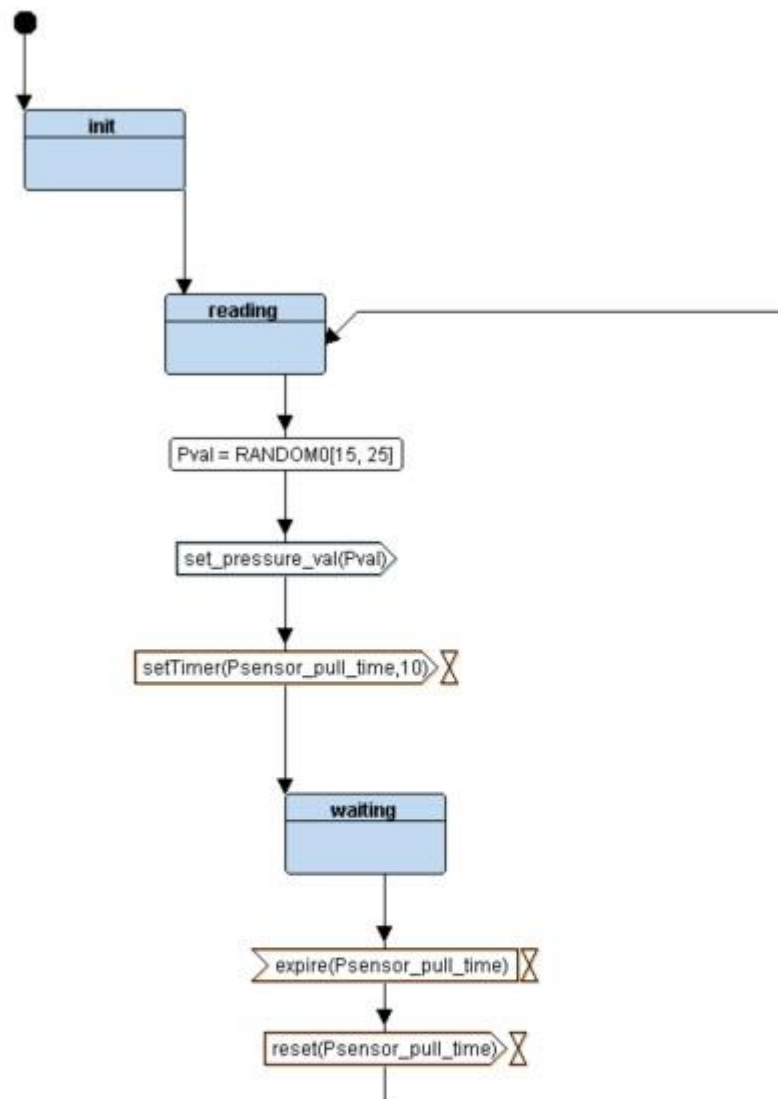 init
reading
Pval = RANDOM0[15, 25]
set_pressure_val(Pval)
setTimer(Psensor_pull_time,10)
waiting
expire(Psensor_pull_time)
reset(Psensor_pull_time)